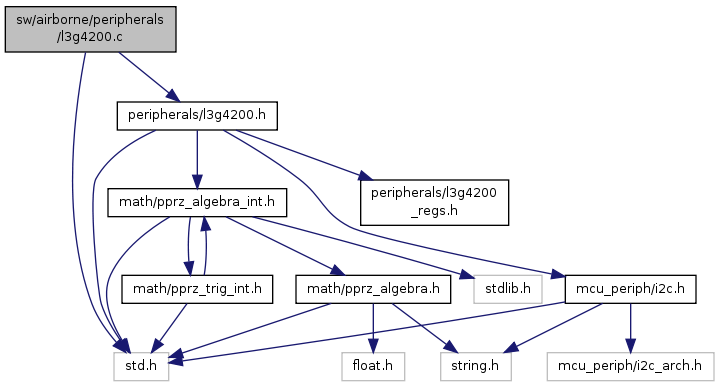 sw/airborne/peripherals
/l3g4200.c
peripherals/l3g4200.h
math/pprz_algebra_int.h
peripherals/l3g4200
_regs.h
math/pprz_trig_int.h
math/pprz_algebra.h
stdlib.h
mcu_periph/i2c.h
std.h
float.h
string.h
mcu_periph/i2c_arch.h